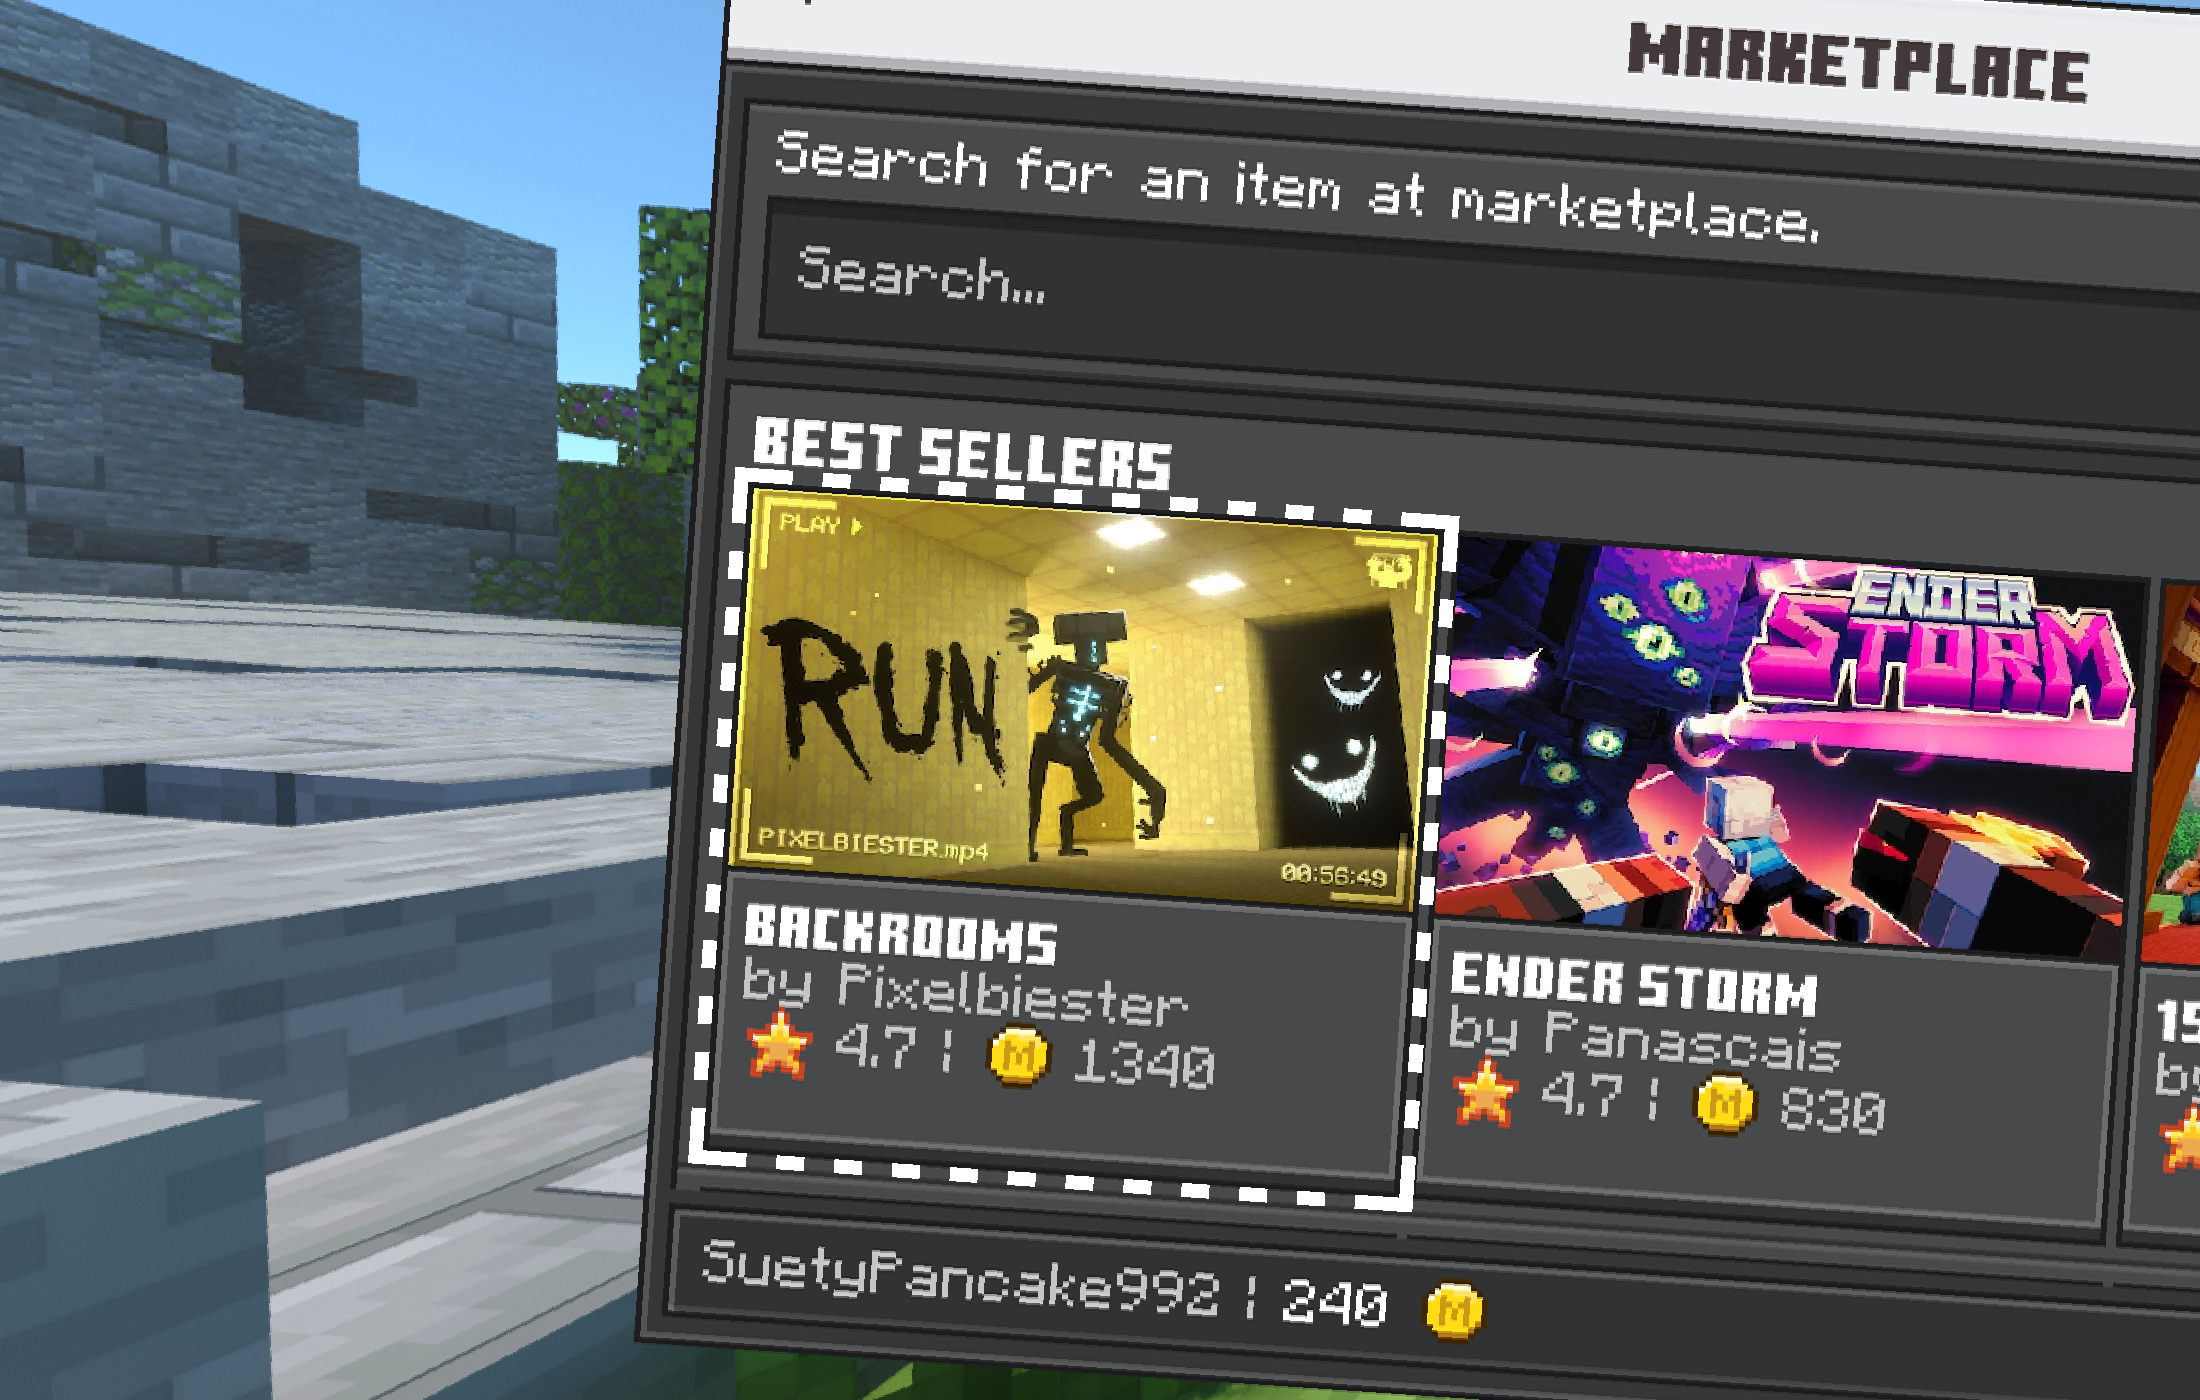 MARKETPLACE
Search for an item at marketplace.
Search...
BEST SELLERS
PLAY
RUN
PIXELBIESTER.mp4
00:56:49
BACKROOMS
by Pixelbiester
4.7 | 1340
ENDER
STORM
ENDER STORM
by Panascais
4.7 | 830
SuetyPancake992 | 240